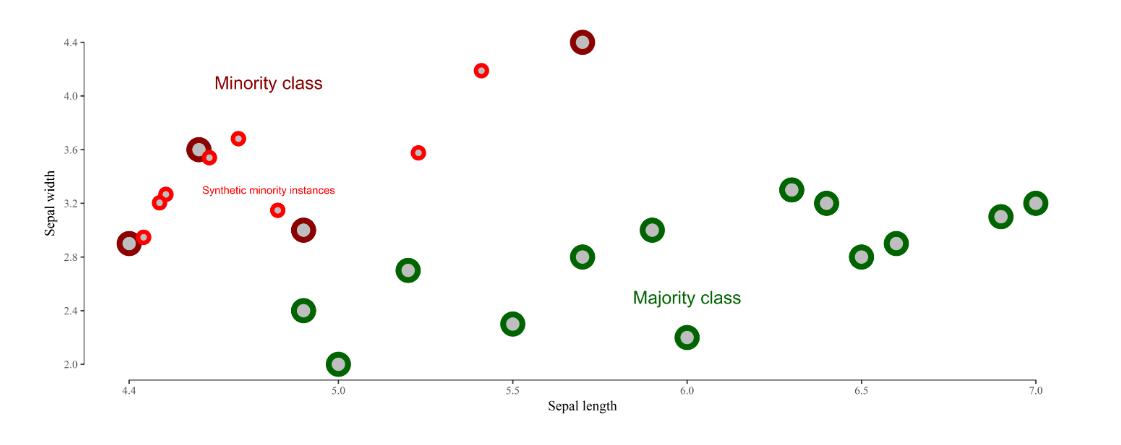 4.4
Minority class
4.0
3.6
Synthetic minority instances
3.2
Sepal width
2.8
Majority class
2.4
2.0
4.4 5.0 5.5 6.0 6.5 7.0
Sepal length